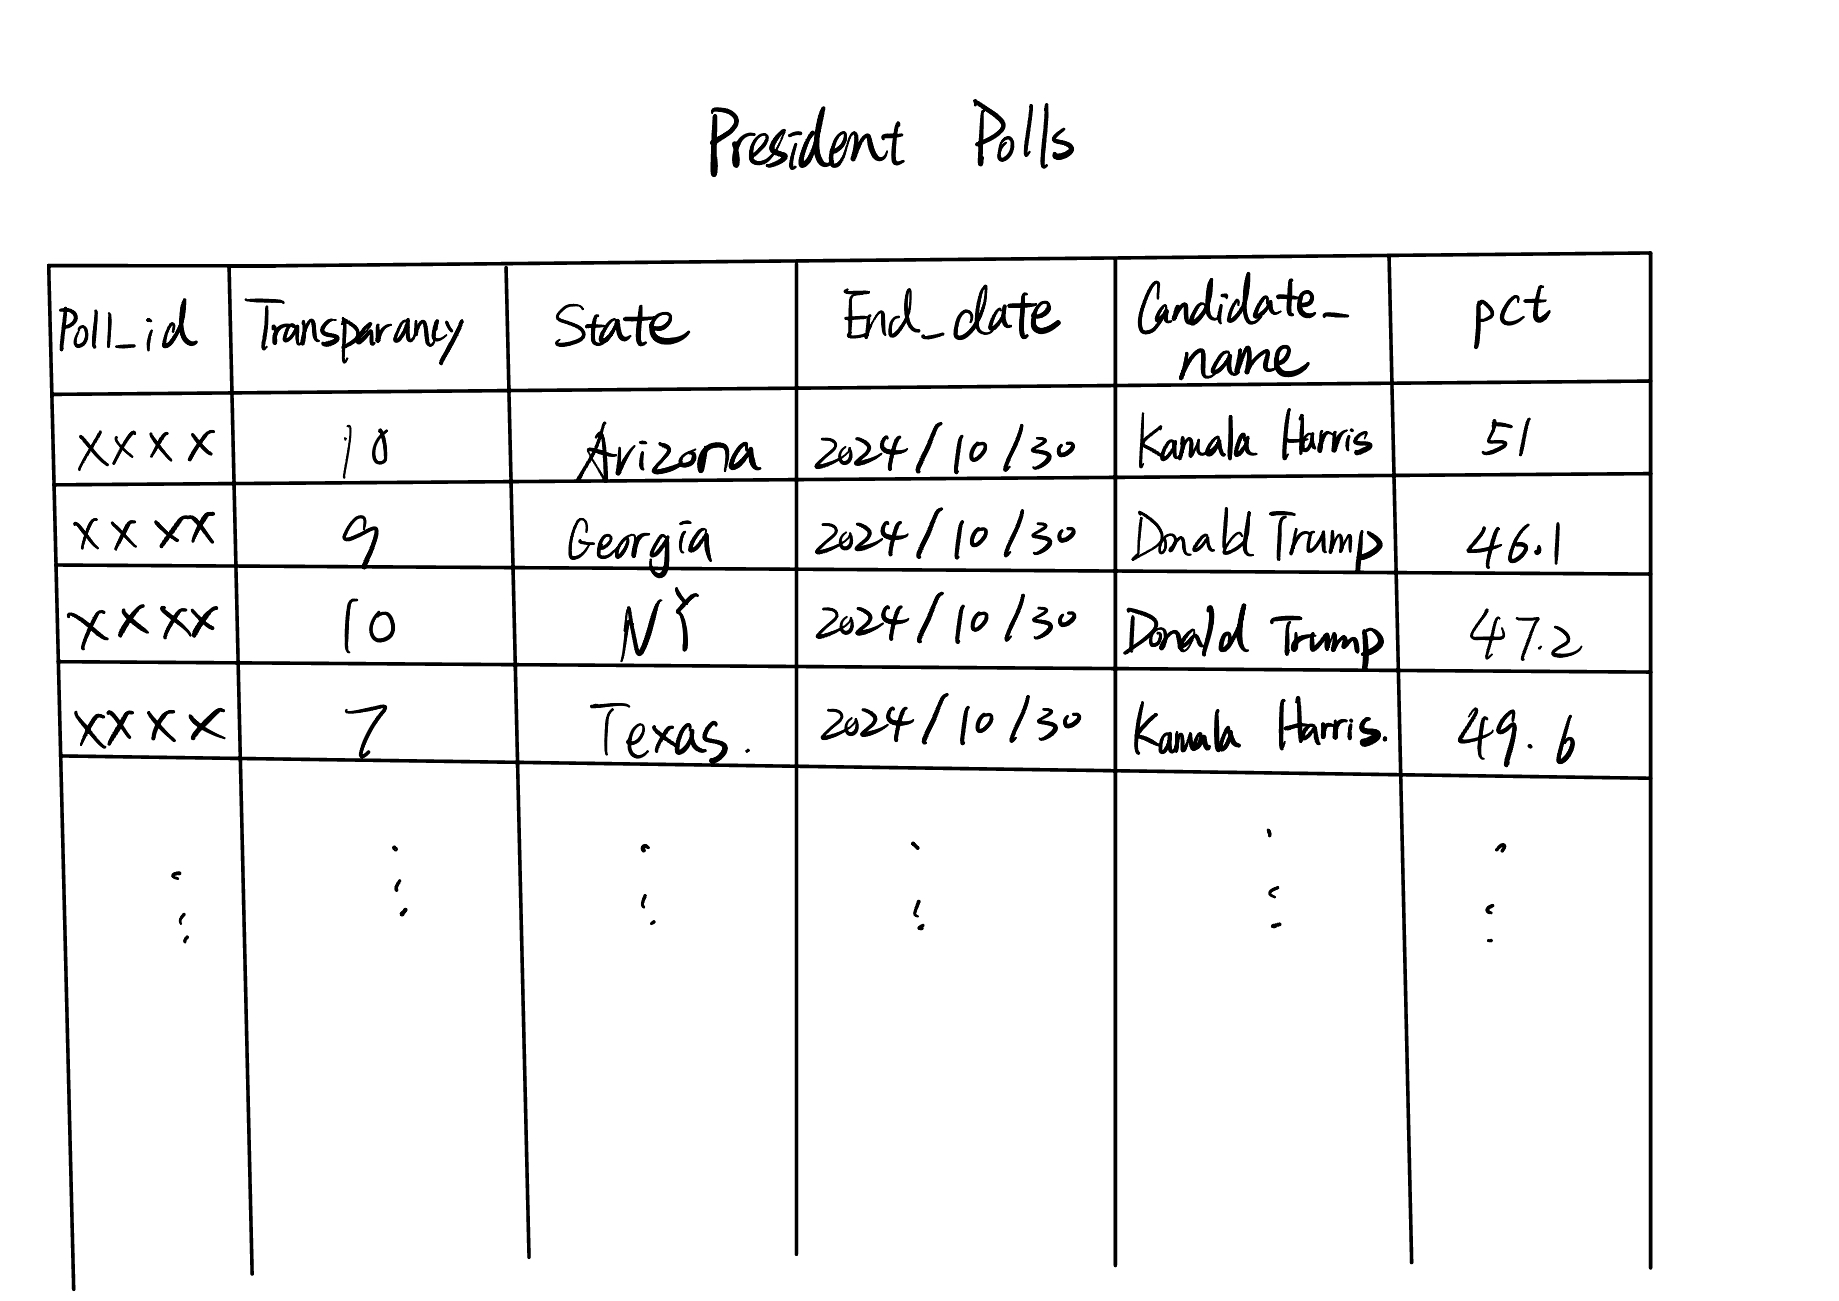 President Polls
Poll_id Transparancy State End_date Candidate_name pct
xxxx 10 Arizona 2024/10/30 Kamala Harris 51
xxxx 9 Georgia 2024/10/30 Donald Trump 46.1
xxxx 10 NY 2024/10/30 Donald Trump 47.2
xxxx 7 Texas. 2024/10/30 Kamala Harris. 49.6